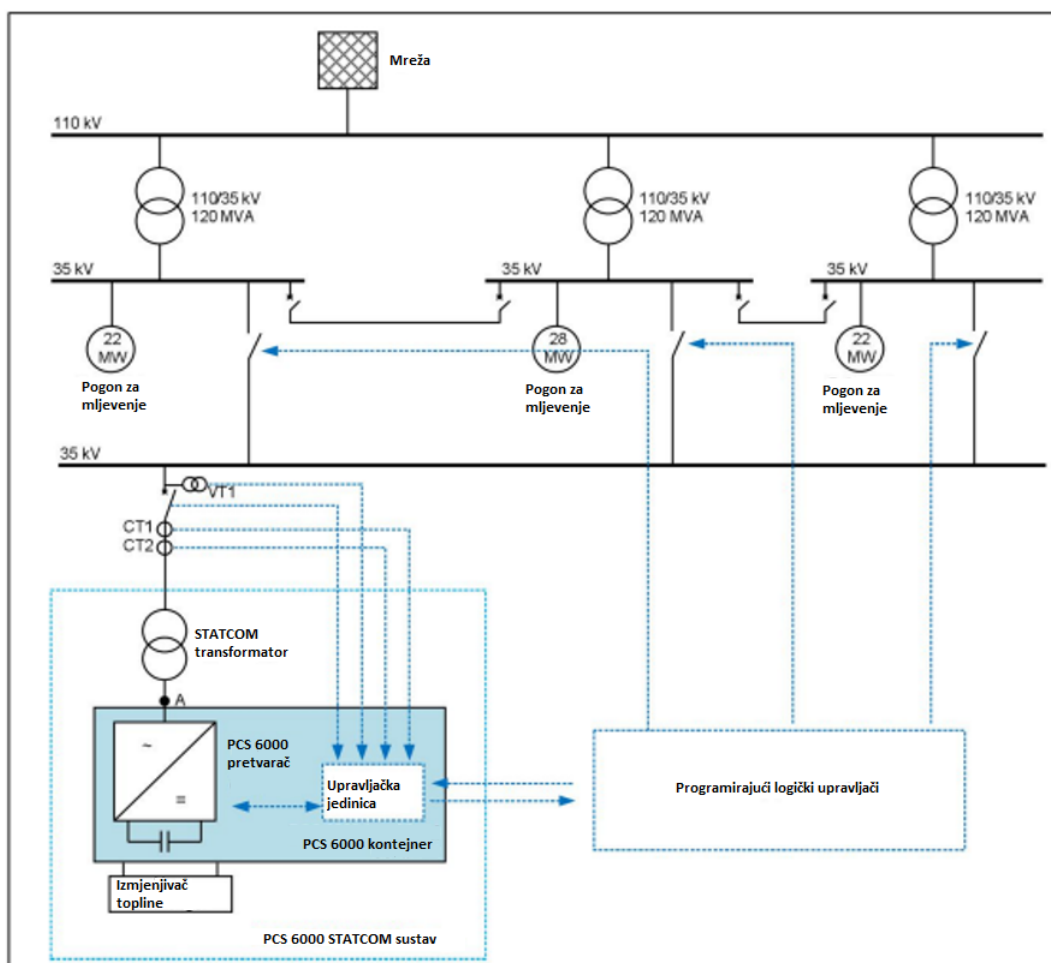 Mreža
110 kV
110/35 kV
120 MVA
110/35 kV
120 MVA
110/35 kV
120 MVA
35 kV
35 kV
35 kV
22
MW
28
MW
22
MW
Pogon za
mljevenje
Pogon za
mljevenje
Pogon za
mljevenje
35 kV
VT1
CT1
CT2
STATCOM
transformator
A
~
=
PCS 6000
pretvarač
Upravljačka
jedinica
Programirajući logički upravljači
PCS 6000 kontejner
Izmjenjivač
topline
PCS 6000 STATCOM sustav